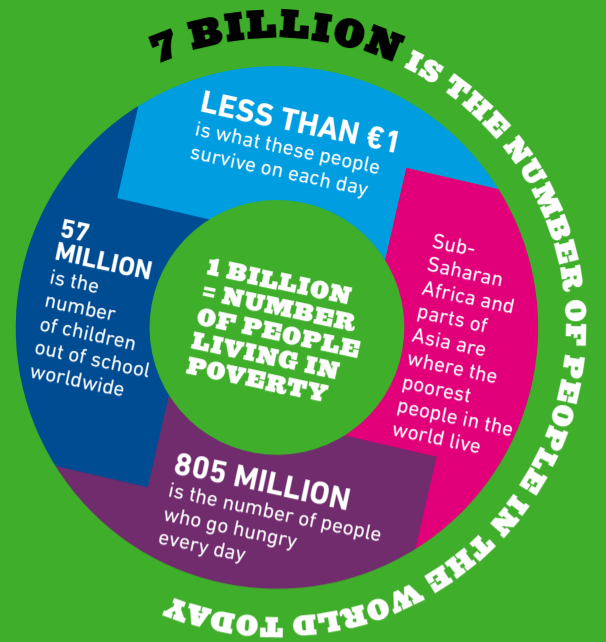 7 BILLION IS THE NUMBER OF PEOPLE IN THE WORLD TODAY
LESS THAN €1
is what these people
survive on each day
Sub-
Saharan
Africa and
parts of
Asia are
where the
poorest
people in the
world live
805 MILLION
is the number of people
who go hungry
every day
57
MILLION
is the
number
of children
out of school
worldwide
1 BILLION
= NUMBER
OF PEOPLE
LIVING IN
POVERTY